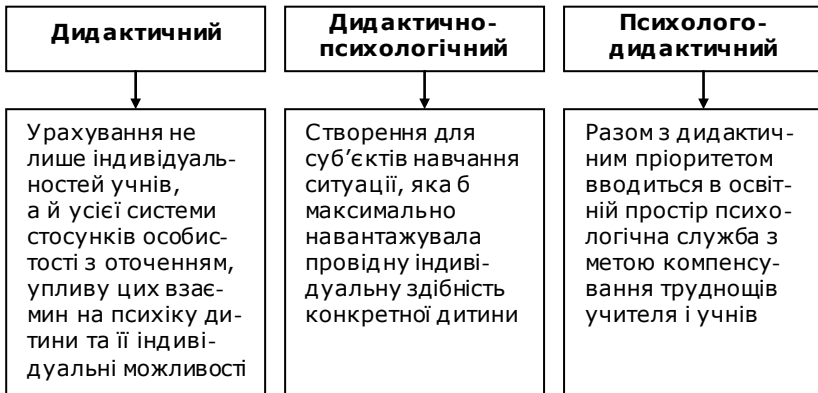 Дидактичний
Урахування не
лише індивідуаль-
ностей учнів,
а й усієї системи
стосунків особис-
тості з оточенням,
упливу цих взає-
мин на психіку ди-
тини та її індиві-
дуальні можливості
Дидактично-
психологічний
Створення для
суб’єктів навчання
ситуації, яка б
максимально
навантажувала
провідну індиві-
дуальну здібність
конкретної дитини
Психолого-
дидактичний
Разом з дидактич-
ним пріоритетом
вводиться в освіт-
ній простір психо-
логічна служба з
метою компенсу-
вання труднощів
учителя і учнів